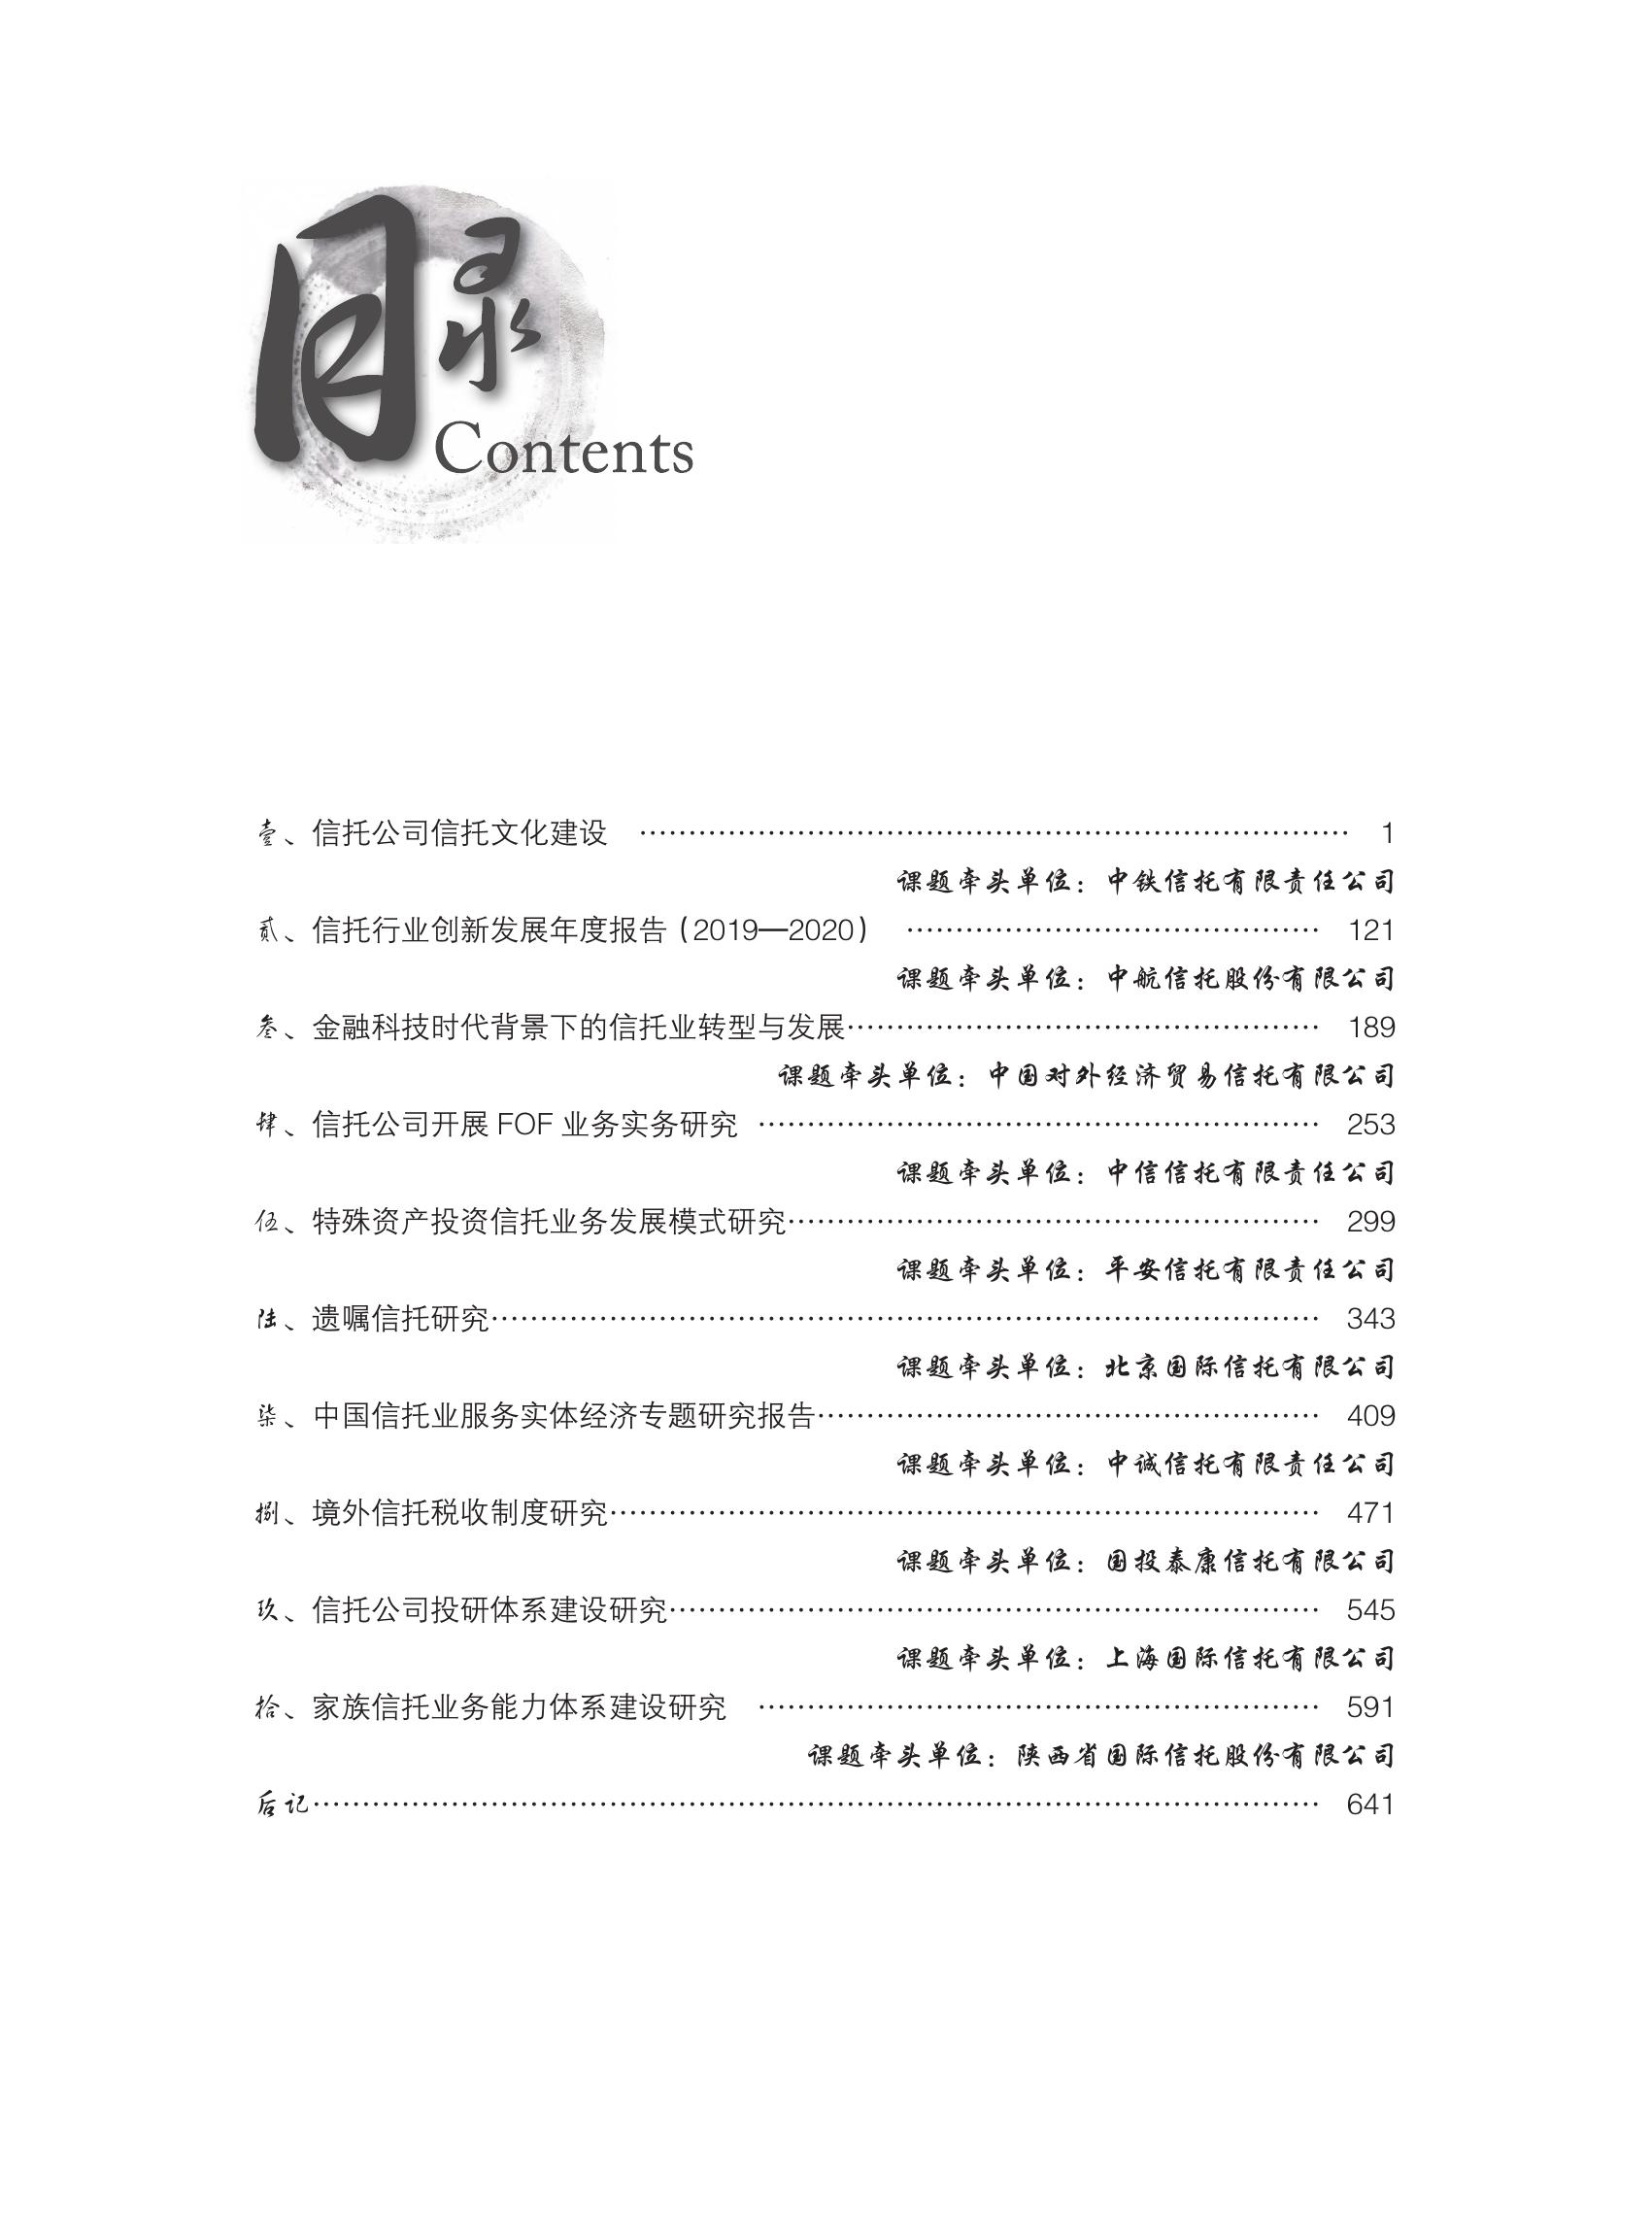 目录
Contents
壹、信托公司信托文化建设 …… 1
课题牵头单位：中铁信托有限责任公司
贰、信托行业创新发展年度报告（2019—2020） …… 121
课题牵头单位：中航信托股份有限公司
叁、金融科技时代背景下的信托业转型与发展…… 189
课题牵头单位：中国对外经济贸易信托有限公司
肆、信托公司开展 FOF 业务实务研究 …… 253
课题牵头单位：中信信托有限责任公司
伍、特殊资产投资信托业务发展模式研究…… 299
课题牵头单位：平安信托有限责任公司
陆、遗嘱信托研究…… 343
课题牵头单位：北京国际信托有限公司
柒、中国信托业服务实体经济专题研究报告…… 409
课题牵头单位：中诚信托有限责任公司
捌、境外信托税收制度研究…… 471
课题牵头单位：国投泰康信托有限公司
玖、信托公司投研体系建设研究…… 545
课题牵头单位：上海国际信托有限公司
拾、家族信托业务能力体系建设研究 …… 591
课题牵头单位：陕西省国际信托股份有限公司
后记…… 641